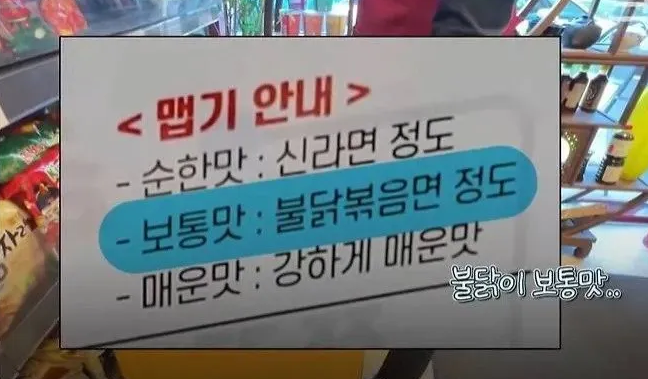 < 맵기 안내 >
- 순한맛 : 신라면 정도
- 보통맛 : 불닭볶음면 정도
- 매운맛 : 강하게 매운맛
불닭이 보통맛..